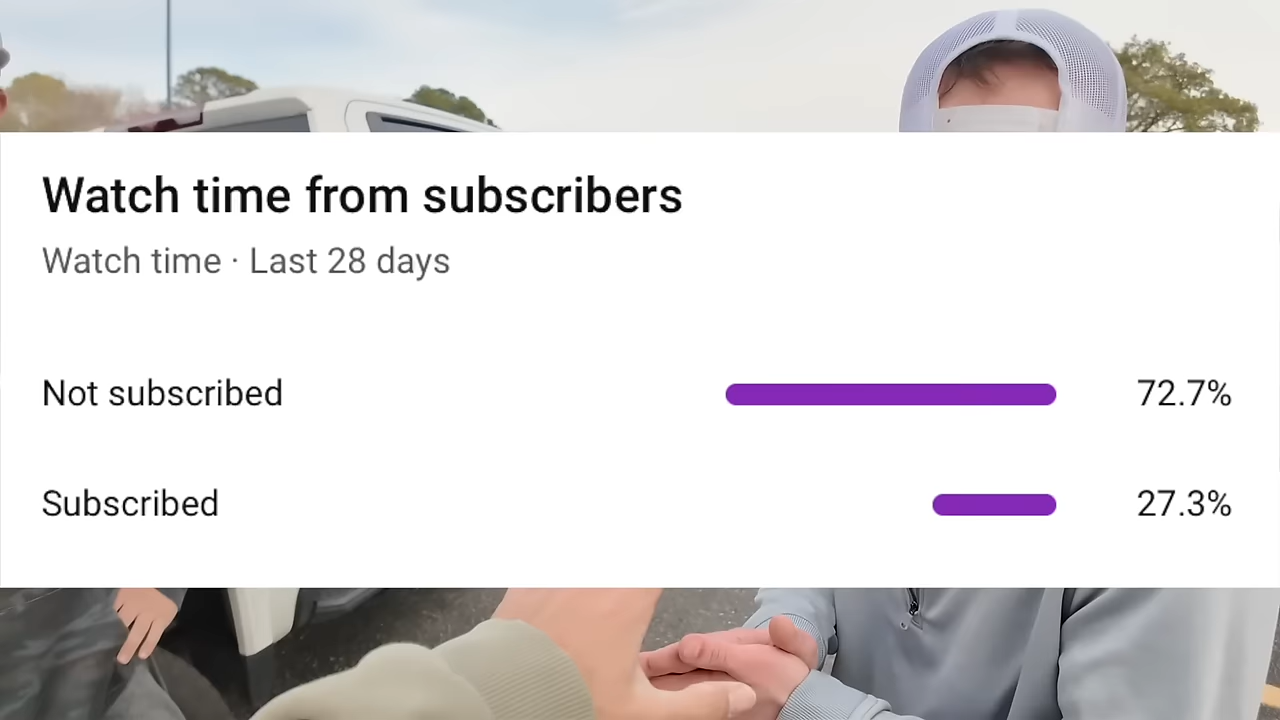 Watch time from subscribers
Watch time · Last 28 days
Not subscribed 72.7%
Subscribed 27.3%